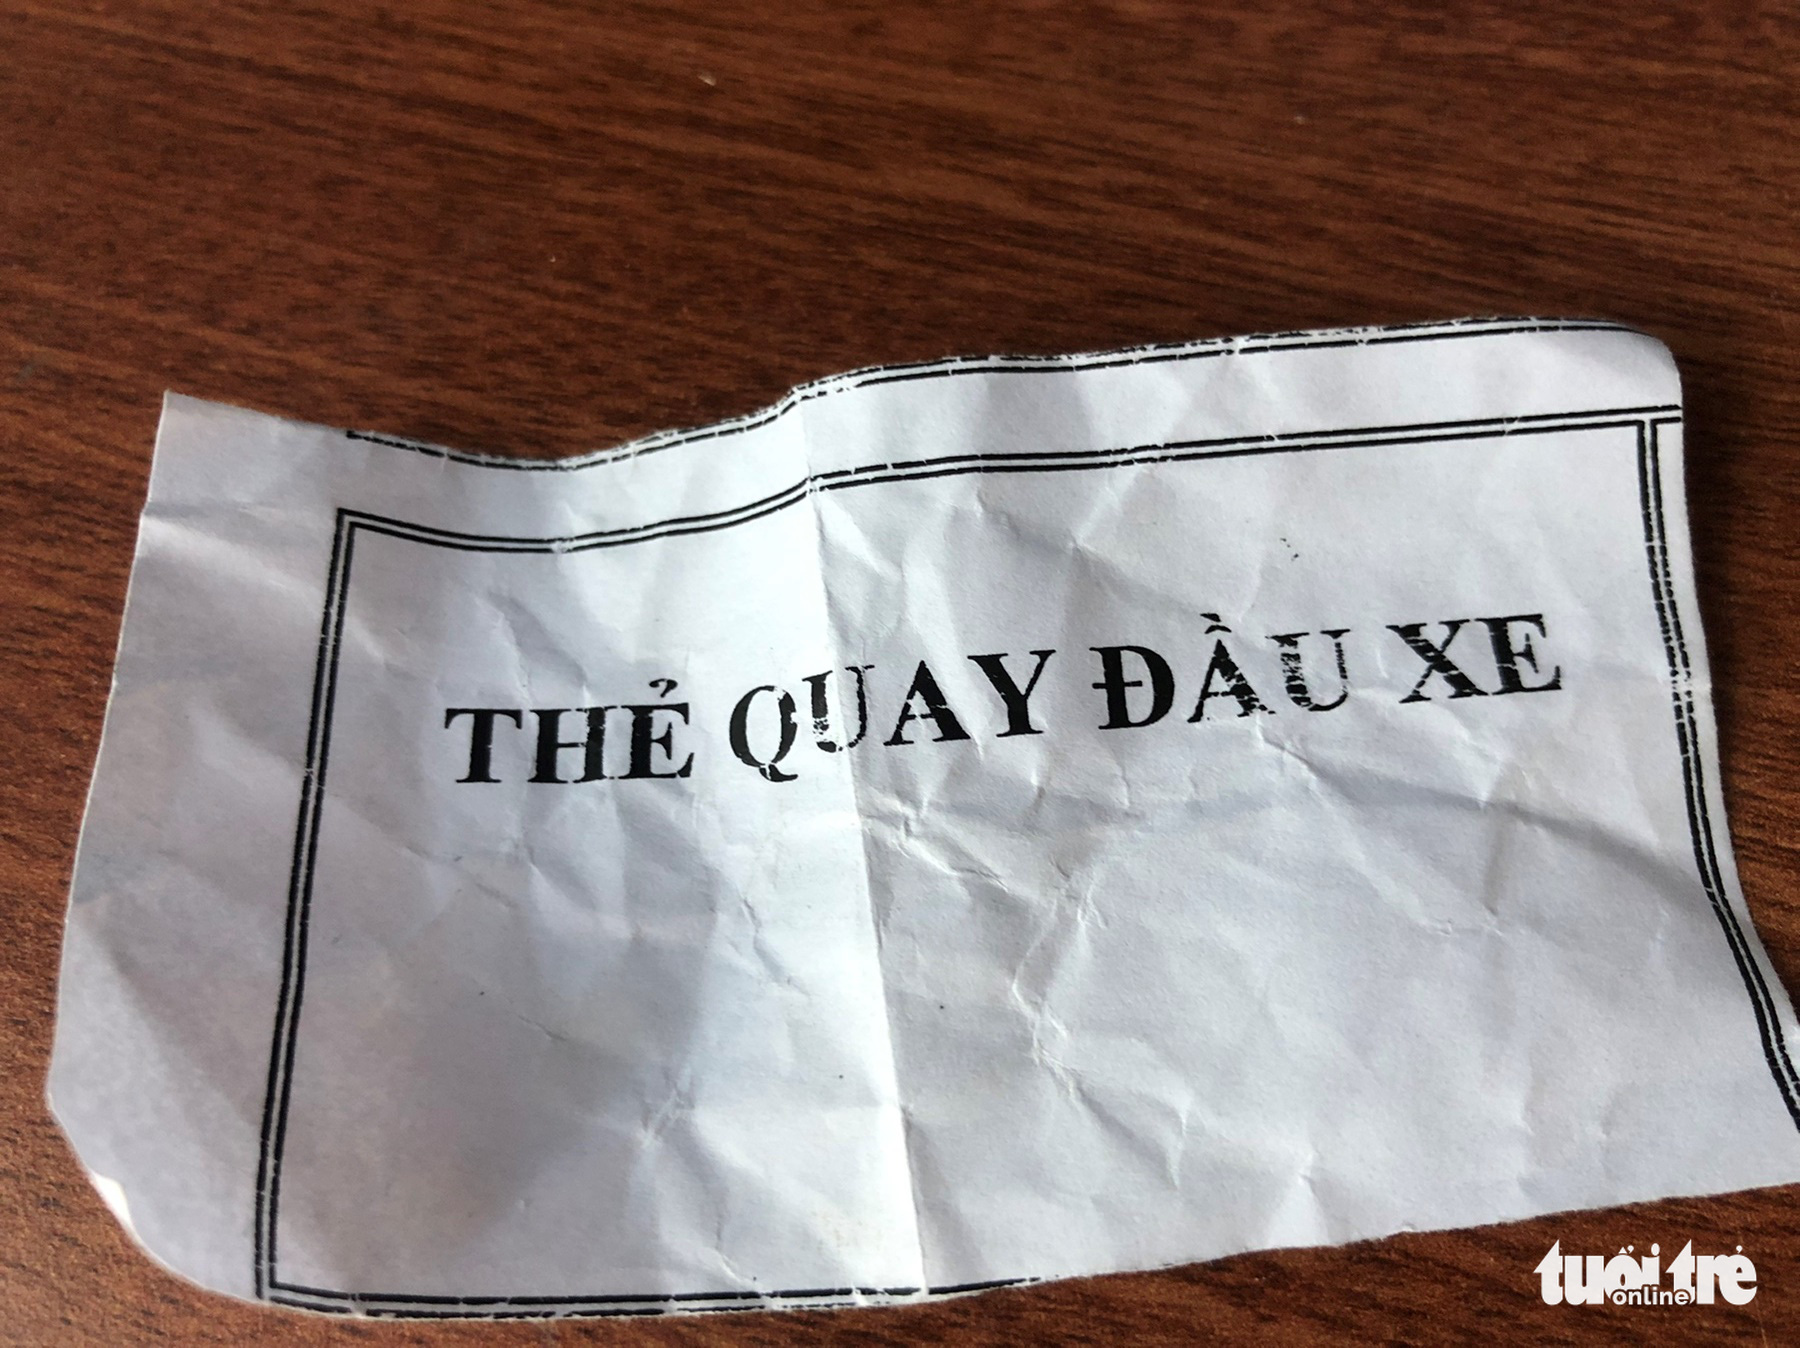 THẺ QUAY ĐẦU XE
tuổi trẻ
online